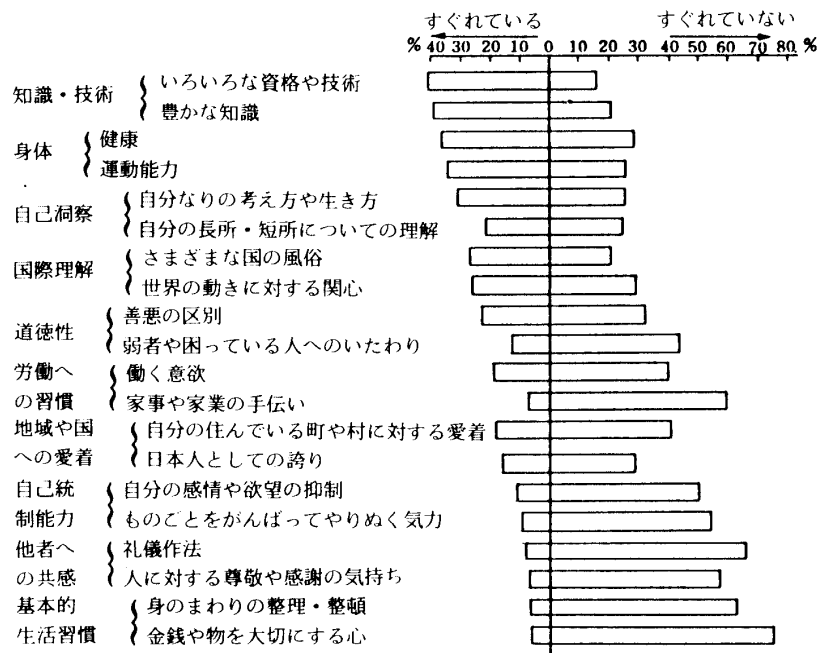 すぐれている すぐれていない
% 40 30 20 10 0 10 20 30 40 50 60 70 80 %
知識・技術 いろいろな資格や技術
豊かな知識
身体 健康
運動能力
自己洞察 自分なりの考え方や生き方
自分の長所・短所についての理解
国際理解 さまざまな国の風俗
世界の動きに対する関心
道徳性 善悪の区別
弱者や困っている人へのいたわり
労働へ 働く意欲
の習慣 家事や家業の手伝い
地域や国 自分の住んでいる町や村に対する愛着
への愛着 日本人としての誇り
自己統 自分の感情や欲望の抑制
制能力 ものごとをがんばってやりぬく気力
他者へ 礼儀作法
の共感 人に対する尊敬や感謝の気持ち
基本的 身のまわりの整理・整頓
生活習慣 金銭や物を大切にする心